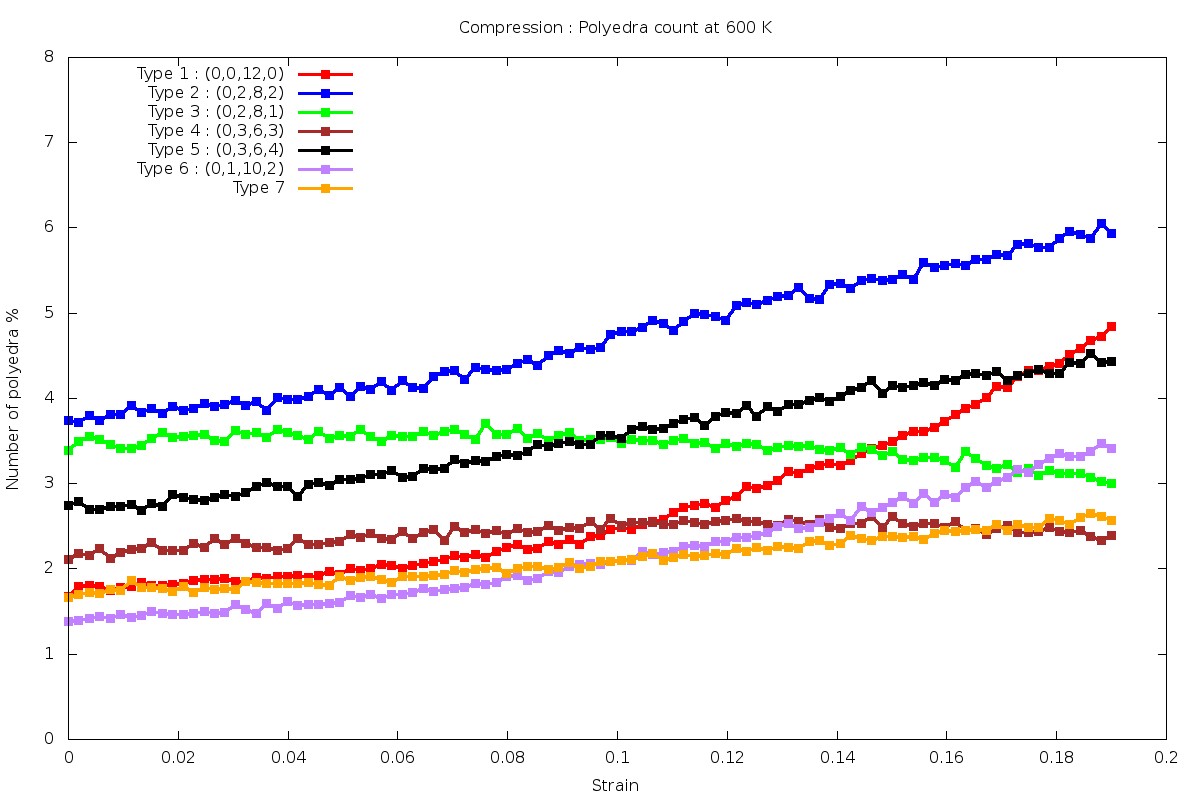 Compression : Polyedra count at 600 K
8
7
6
5
4
3
2
1
0
Number of polyedra %
Type 1 : (0,0,12,0)
Type 2 : (0,2,8,2)
Type 3 : (0,2,8,1)
Type 4 : (0,3,6,3)
Type 5 : (0,3,6,4)
Type 6 : (0,1,10,2)
Type 7
0 0.02 0.04 0.06 0.08 0.1 0.12 0.14 0.16 0.18 0.2
Strain